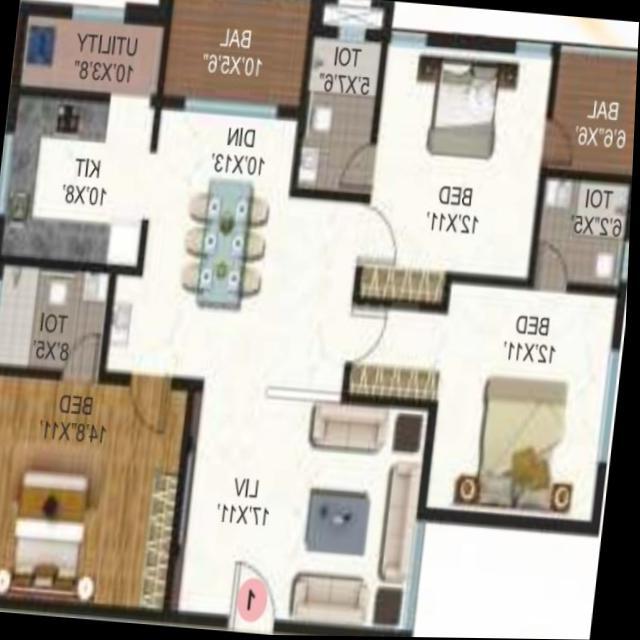 UTILITY
10'X3'8"
BAL
10'X5'6"
TOI
5'X7'6"
BAL
6'6"X6'
DIN
10'X13'
KIT
10'X8'
BED
12'X11'
TOI
6'2"X5'
TOI
8'X5'
BED
12'X11'
BED
14'8"X11'
LIV
17'X11'
1